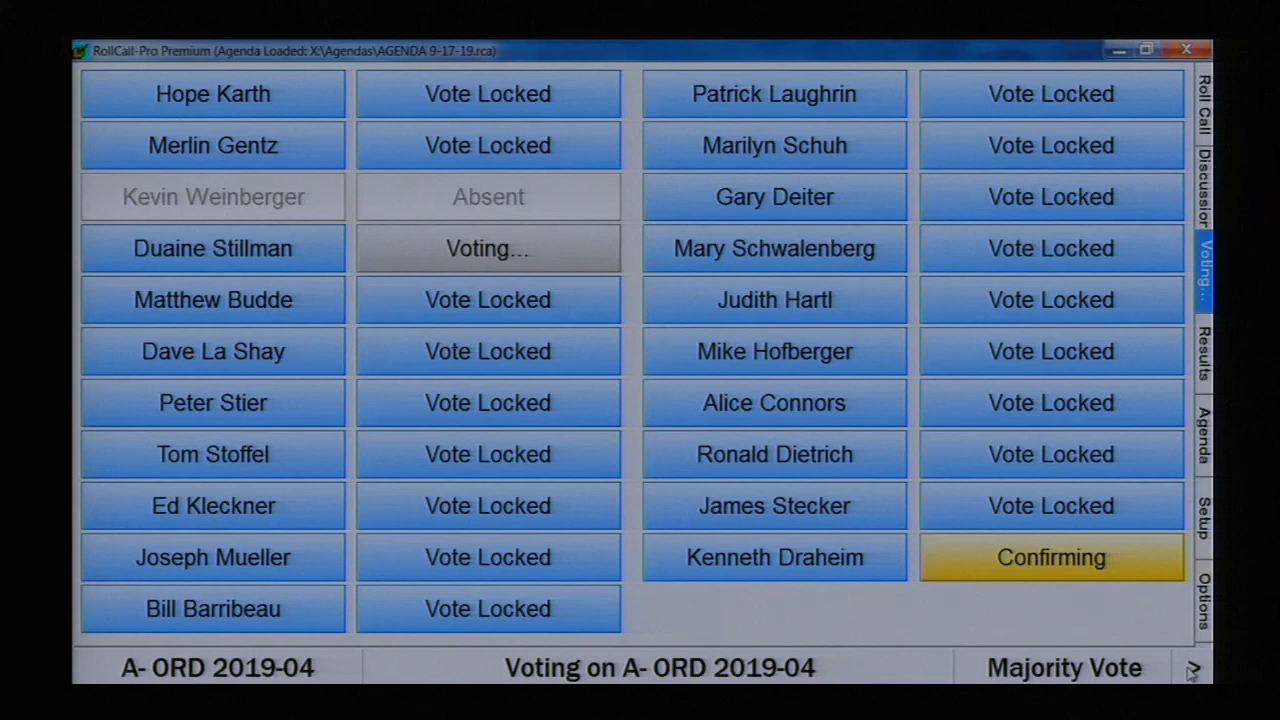 RollCall-Pro Premium (Agenda Loaded: X:\Agendas\AGENDA 9-17-19.rca)
Hope Karth Vote Locked Patrick Laughrin Vote Locked
Merlin Gentz Vote Locked Marilyn Schuh Vote Locked
Kevin Weinberger Absent Gary Deiter Vote Locked
Duaine Stillman Voting... Mary Schwalenberg Vote Locked
Matthew Budde Vote Locked Judith Hartl Vote Locked
Dave La Shay Vote Locked Mike Hofberger Vote Locked
Peter Stier Vote Locked Alice Connors Vote Locked
Tom Stoffel Vote Locked Ronald Dietrich Vote Locked
Ed Kleckner Vote Locked James Stecker Vote Locked
Joseph Mueller Vote Locked Kenneth Draheim Confirming
Bill Barribeau Vote Locked
A- ORD 2019-04 Voting on A- ORD 2019-04 Majority Vote >
Roll Call
Discussion
Voting...
Results
Agenda
Setup
Options